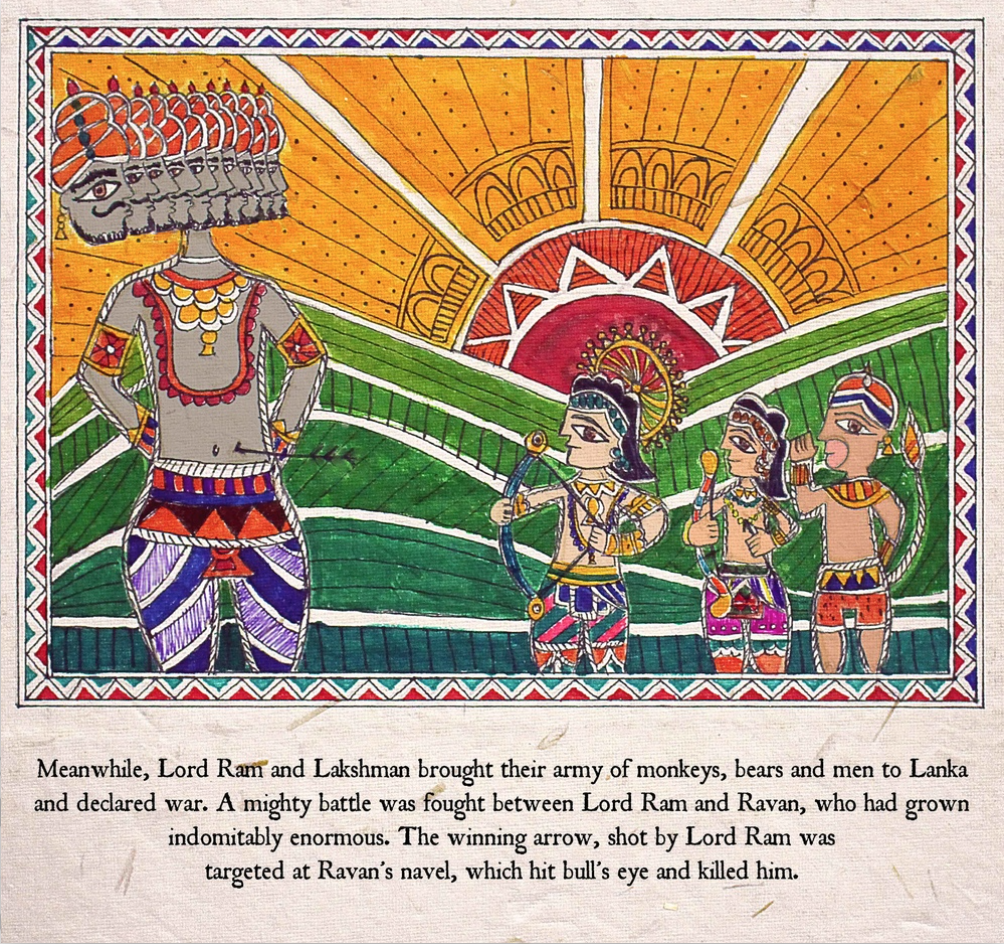 Meanwhile, Lord Ram and Lakshman brought their army of monkeys, bears and men to Lanka
and declared war. A mighty battle was fought between Lord Ram and Ravan, who had grown
indomitably enormous. The winning arrow, shot by Lord Ram was
targeted at Ravan's navel, which hit bull's eye and killed him.